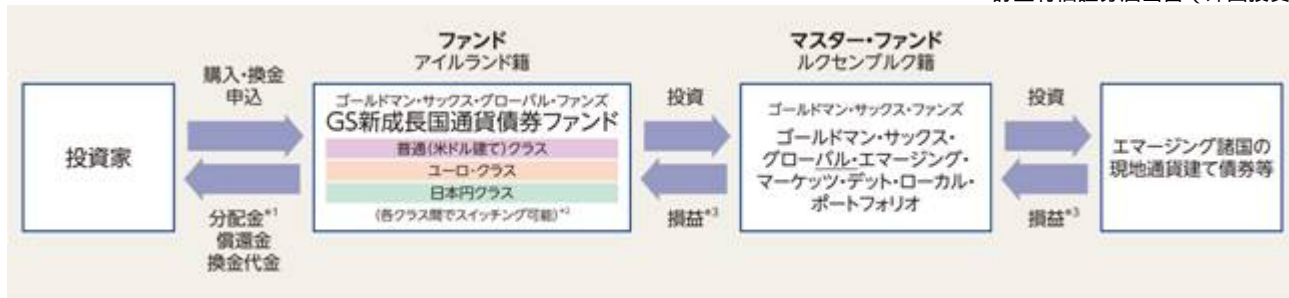 ファンド
アイルランド籍
マスター・ファンド
ルクセンブルク籍
投資家
購入・換金
申込
分配金*1
償還金
換金代金
ゴールドマン・サックス・グローバル・ファンズ
GS新成長国通貨債券ファンド
普通(米ドル建て)クラス
ユーロ・クラス
日本円クラス
(各クラス間でスイッチング可能)*2
投資
損益*3
ゴールドマン・サックス・ファンズ
ゴールドマン・サックス・
グローバル・エマージング・
マーケッツ・デット・ローカル・
ポートフォリオ
投資
損益*3
エマージング諸国の
現地通貨建て債券等